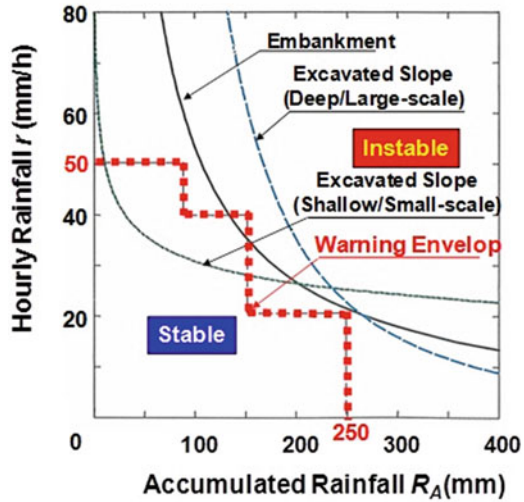 80
Embankment
Excavated Slope
(Deep/Large-scale)
60
Instable
50
Excavated Slope
(Shallow/Small-scale)
40
Warning Envelop
20
Stable
0
100
200
250
300
400
Hourly Rainfall r (mm/h)
Accumulated Rainfall RA(mm)